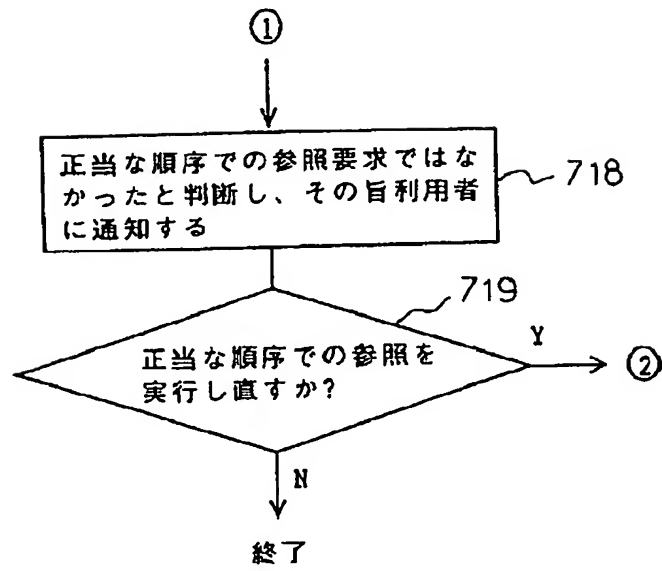 ①
正当な順序での参照要求ではな
かったと判断し、その旨利用者
に通知する
718
719
正当な順序での参照を
実行し直すか?
Y
②
N
終了